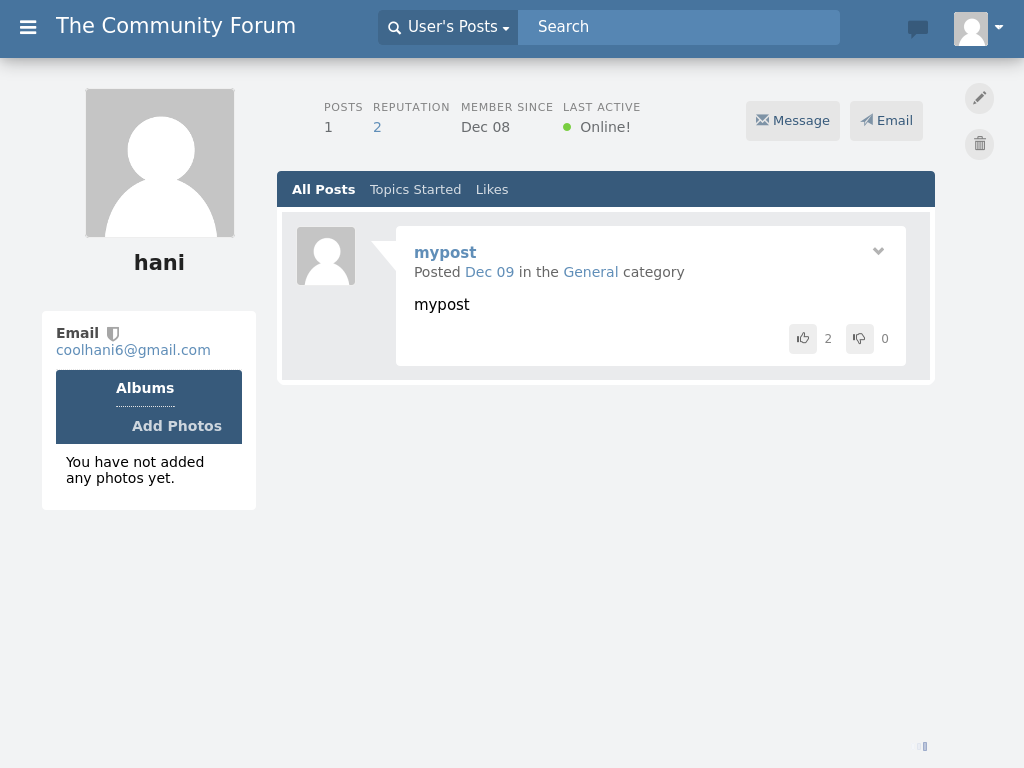 The Community Forum
User's Posts
Search
POSTS
1
REPUTATION
2
MEMBER SINCE
Dec 08
LAST ACTIVE
Online!
Message
Email
hani
Email
coolhani6@gmail.com
Albums
Add Photos
You have not added
any photos yet.
All Posts Topics Started Likes
mypost
Posted Dec 09 in the General category
mypost
2
0